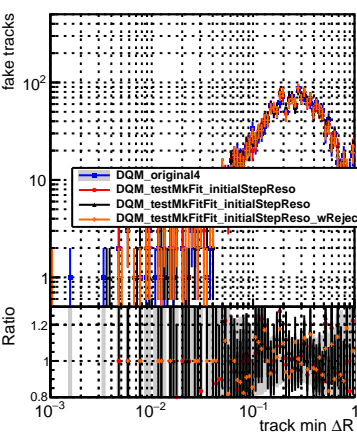 fake tracks
10²
10
1
DQM_original4
DQM_testMkFit_initialStepReso
DQM_testMkFitFit_initialStepReso
DQM_testMkFitFit_initialStepReso_wRejec
Ratio
1.2
1
0.8
10⁻³ 10⁻² 10⁻¹ 1
track min ΔR